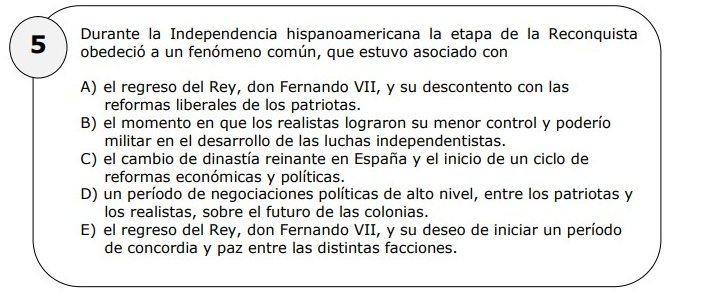 5
Durante la Independencia hispanoamericana la etapa de la Reconquista
obedeció a un fenómeno común, que estuvo asociado con
A) el regreso del Rey, don Fernando VII, y su descontento con las
reformas liberales de los patriotas.
B) el momento en que los realistas lograron su menor control y poderío
militar en el desarrollo de las luchas independentistas.
C) el cambio de dinastía reinante en España y el inicio de un ciclo de
reformas económicas y políticas.
D) un período de negociaciones políticas de alto nivel, entre los patriotas y
los realistas, sobre el futuro de las colonias.
E) el regreso del Rey, don Fernando VII, y su deseo de iniciar un período
de concordia y paz entre las distintas facciones.